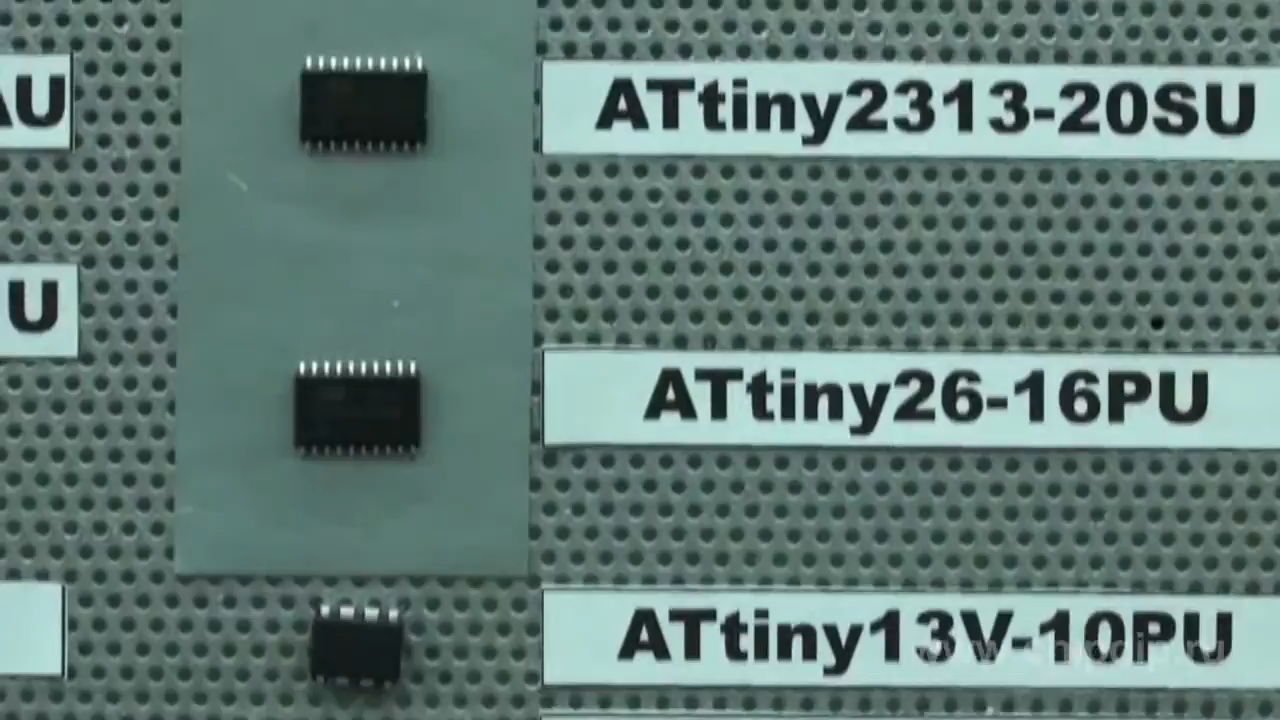 AU
ATtiny2313-20SU
U
ATtiny26-16PU
ATtiny13V-10PU